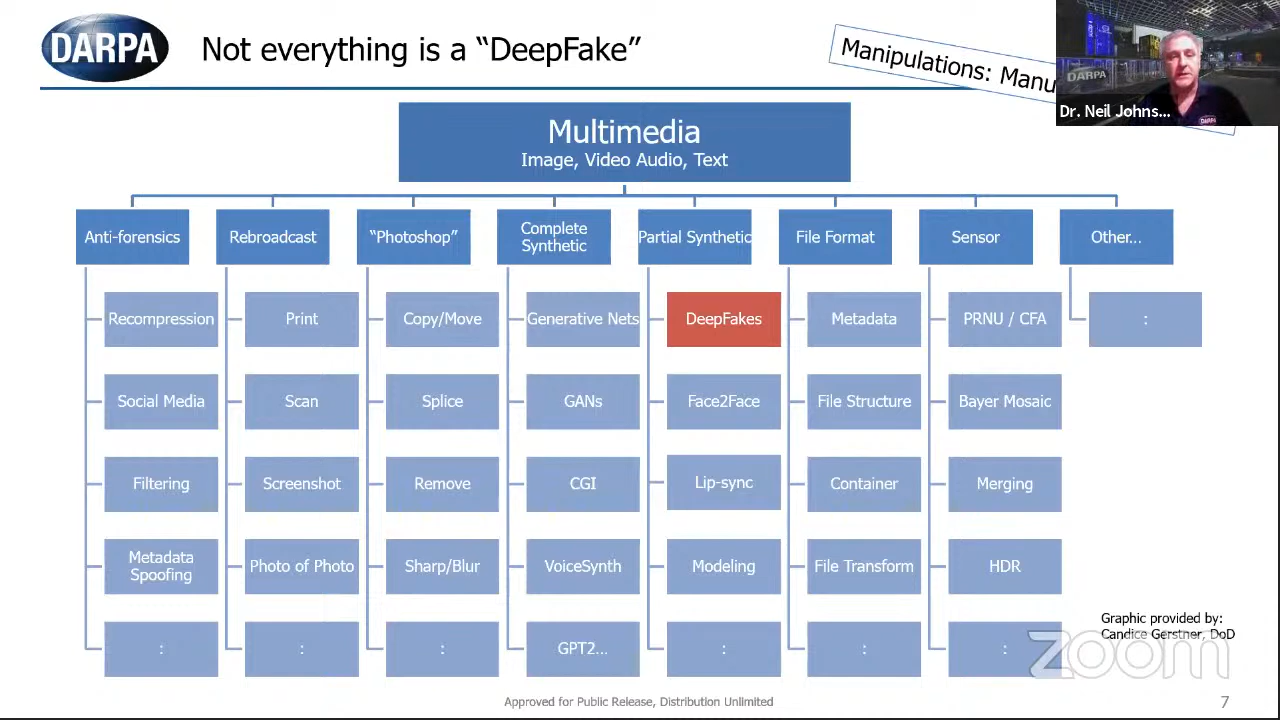 DARPA
Not everything is a “DeepFake”
Manipulations: Manu
DARPA
DARPA
Dr. Neil Johns...
Multimedia
Image, Video Audio, Text
Anti-forensics
Rebroadcast
“Photoshop”
Complete
Synthetic
Partial Synthetic
File Format
Sensor
Other...
Recompression
Print
Copy/Move
Generative Nets
DeepFakes
Metadata
PRNU / CFA
:
Social Media
Scan
Splice
GANs
Face2Face
File Structure
Bayer Mosaic
Filtering
Screenshot
Remove
CGI
Lip-sync
Container
Merging
Metadata
Spoofing
Photo of Photo
Sharp/Blur
VoiceSynth
Modeling
File Transform
HDR
:
:
:
GPT2...
:
:
:
Graphic provided by:
Candice Gerstner, DoD
zoom
Approved for Public Release, Distribution Unlimited
7